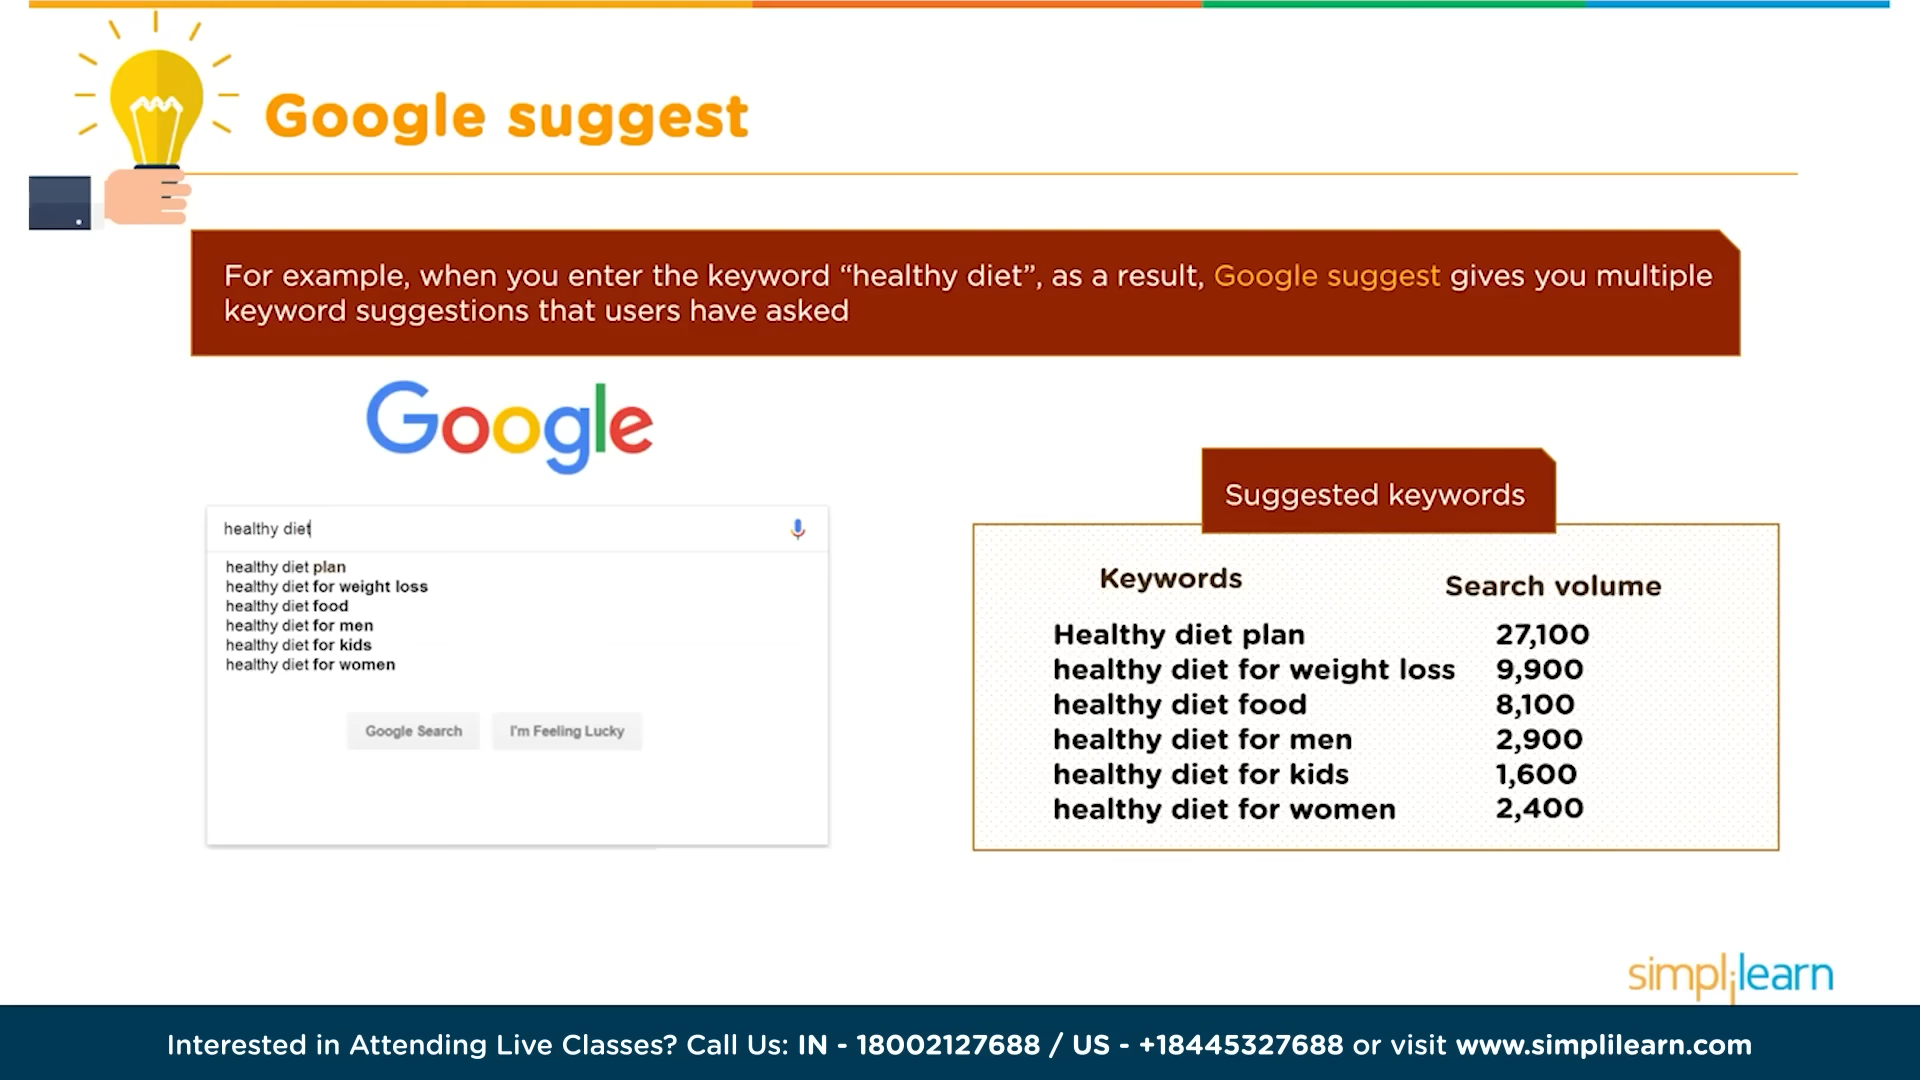 Google suggest
For example, when you enter the keyword “healthy diet”, as a result, Google suggest gives you multiple
keyword suggestions that users have asked
Google
healthy diet
healthy diet plan
healthy diet for weight loss
healthy diet food
healthy diet for men
healthy diet for kids
healthy diet for women
Google Search I'm Feeling Lucky
Suggested keywords
Keywords Search volume
Healthy diet plan 27,100
healthy diet for weight loss 9,900
healthy diet food 8,100
healthy diet for men 2,900
healthy diet for kids 1,600
healthy diet for women 2,400
simplilearn
Interested in Attending Live Classes? Call Us: IN - 18002127688 / US - +18445327688 or visit www.simplilearn.com